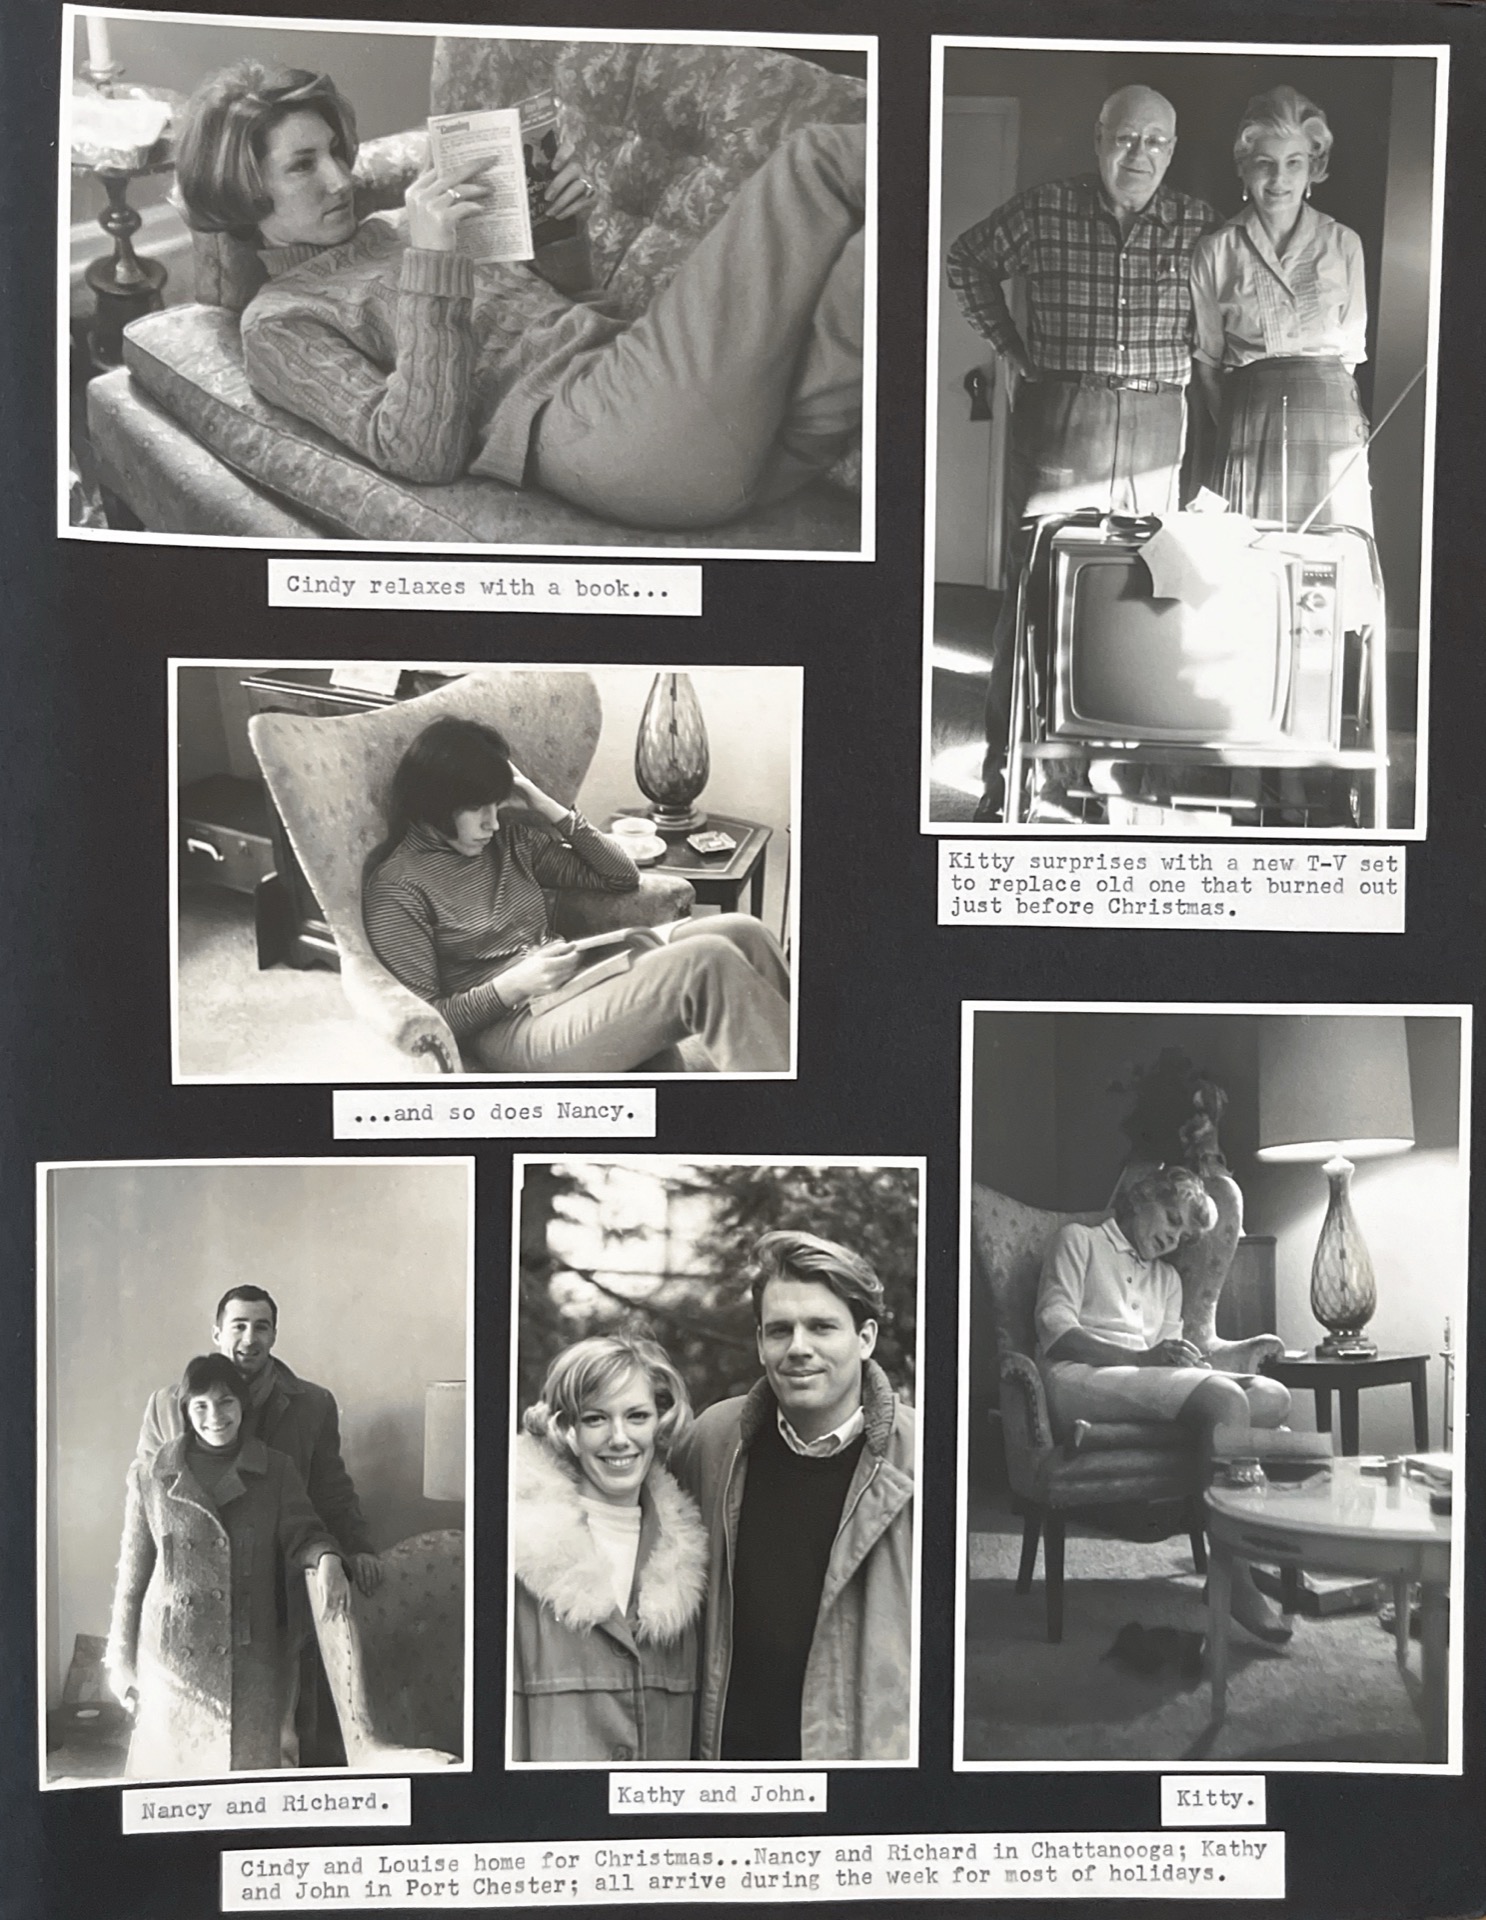 Cunning
Cindy relaxes with a book...
Kitty surprises with a new T-V set
to replace old one that burned out
just before Christmas.
...and so does Nancy.
Nancy and Richard.
Kathy and John.
Kitty.
Cindy and Louise home for Christmas...Nancy and Richard in Chattanooga; Kathy
and John in Port Chester; all arrive during the week for most of holidays.